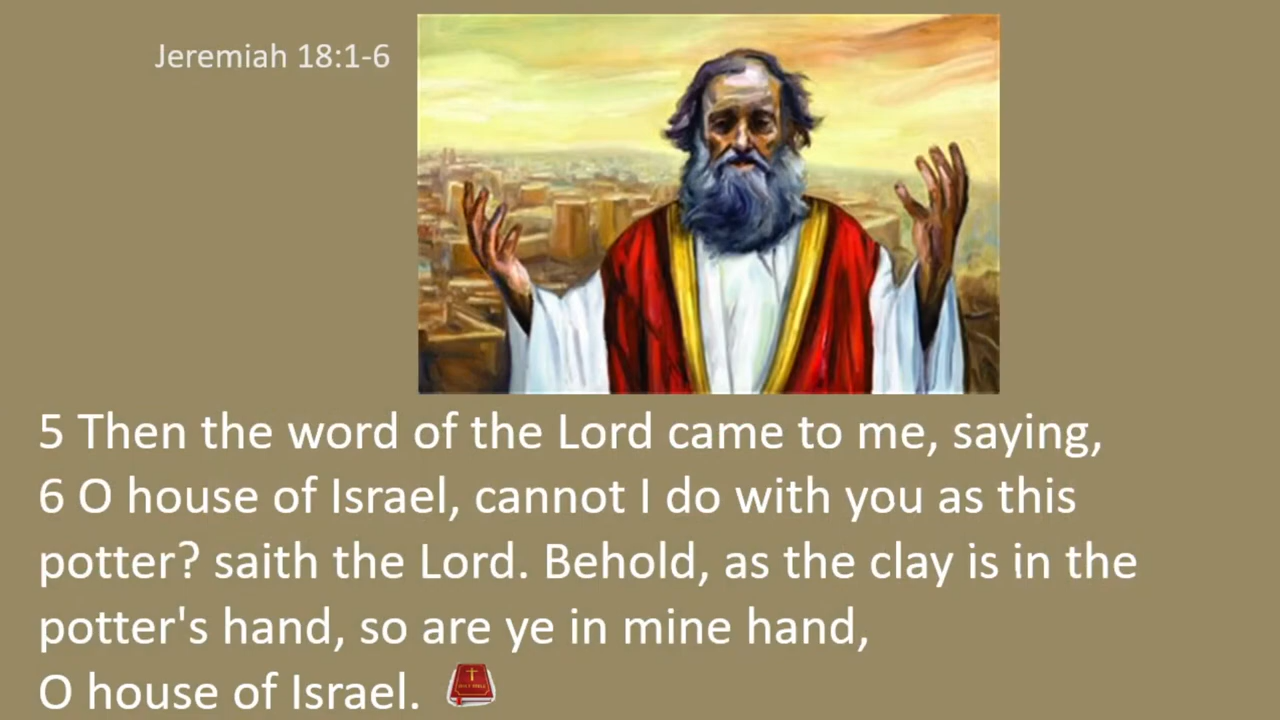 Jeremiah 18:1-6
5 Then the word of the Lord came to me, saying,
6 O house of Israel, cannot I do with you as this
potter? saith the Lord. Behold, as the clay is in the
potter's hand, so are ye in mine hand,
O house of Israel.
HOLY BIBLE